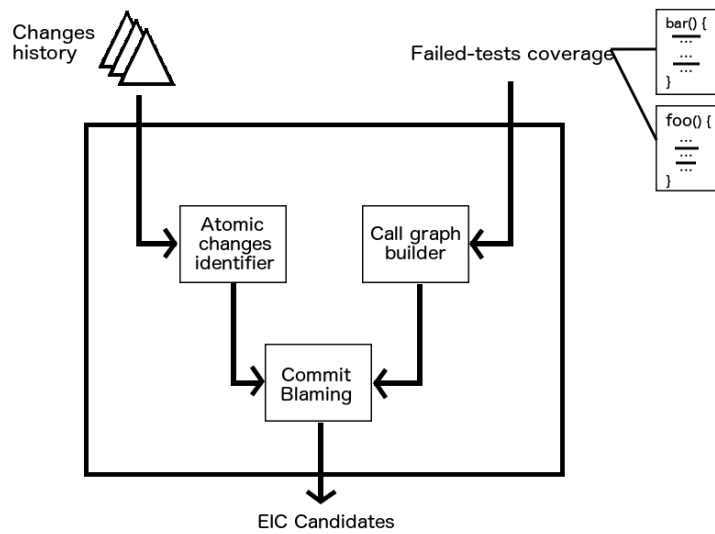 Changes
history
Failed-tests coverage
bar() {
...
...
}
foo() {
...
...
...
}
Atomic
changes
identifier
Call graph
builder
Commit
Blaming
EIC Candidates